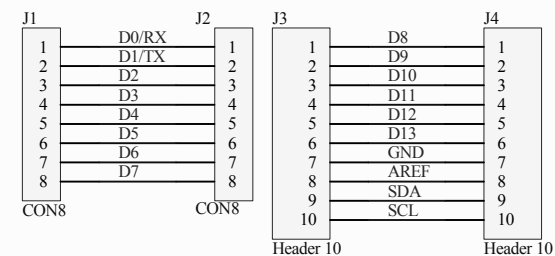 J1 J2 J3 J4
1 D0/RX 1 1 D8 1
2 D1/TX 2 2 D9 2
3 D2 3 3 D10 3
4 D3 4 4 D11 4
5 D4 5 5 D12 5
6 D5 6 6 D13 6
7 D6 7 7 GND 7
8 D7 8 8 AREF 8
9 SDA 9
10 SCL 10
CON8 CON8
Header 10 Header 10